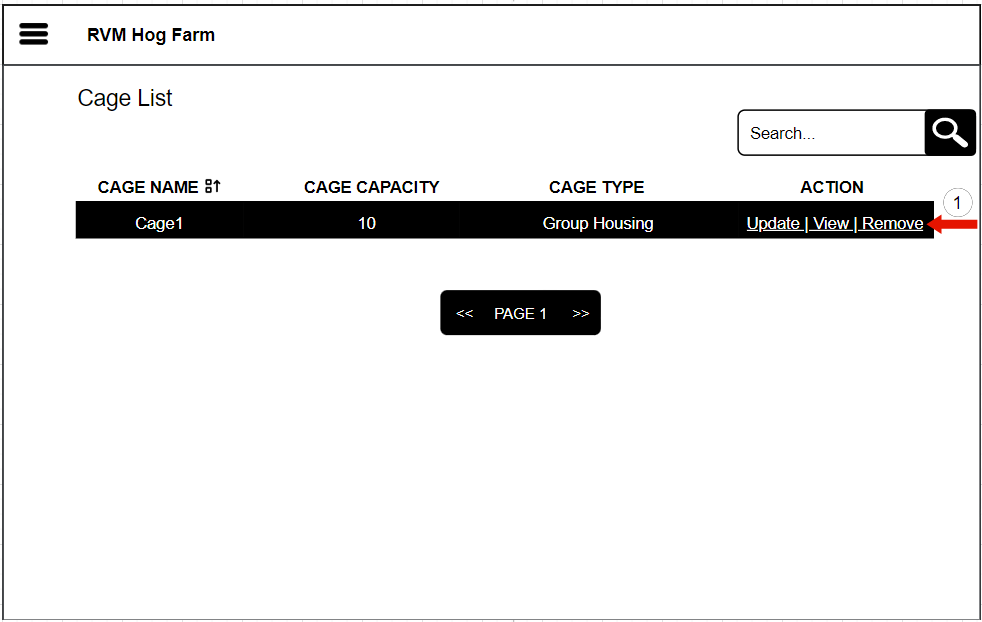 RVM Hog Farm
Cage List
Search...
CAGE NAME CAGE CAPACITY CAGE TYPE ACTION
1
Cage1 10 Group Housing Update | View | Remove
<< PAGE 1 >>